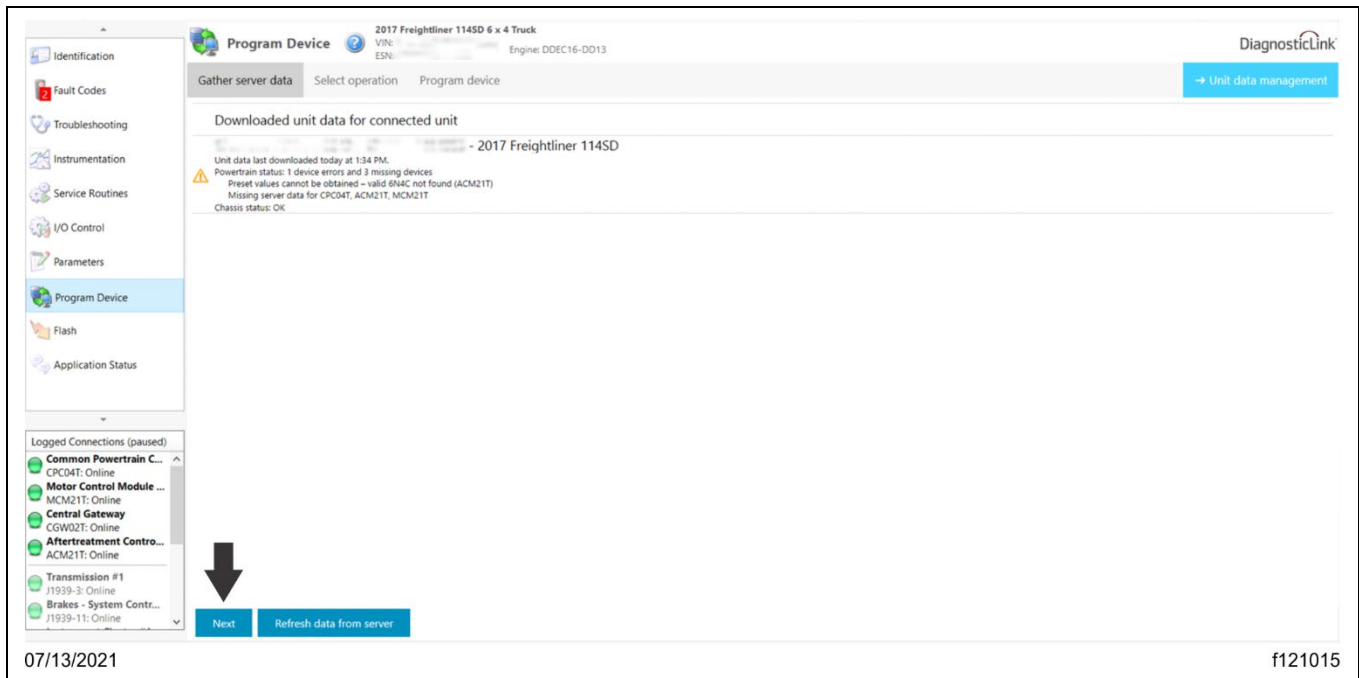 2017 Freightliner 114SD 6 x 4 Truck
Program Device
VIN:
ESN:
Engine: DDEC16-DD13
DiagnosticLink
Identification
Fault Codes
2
Troubleshooting
Instrumentation
Service Routines
I/O Control
Parameters
Program Device
Flash
Application Status
Gather server data Select operation Program device
→ Unit data management
Downloaded unit data for connected unit
- 2017 Freightliner 114SD
Unit data last downloaded today at 1:34 PM.
Powertrain status: 1 device errors and 3 missing devices
Preset values cannot be obtained – valid 6N4C not found (ACM21T)
Missing server data for CPC04T, ACM21T, MCM21T
Chassis status: OK
Logged Connections (paused)
Common Powertrain C...
CPC04T: Online
Motor Control Module ...
MCM21T: Online
Central Gateway
CGW02T: Online
Aftertreatment Contro...
ACM21T: Online
Transmission #1
J1939-3: Online
Brakes - System Contr...
J1939-11: Online
Next
Refresh data from server
07/13/2021
f121015